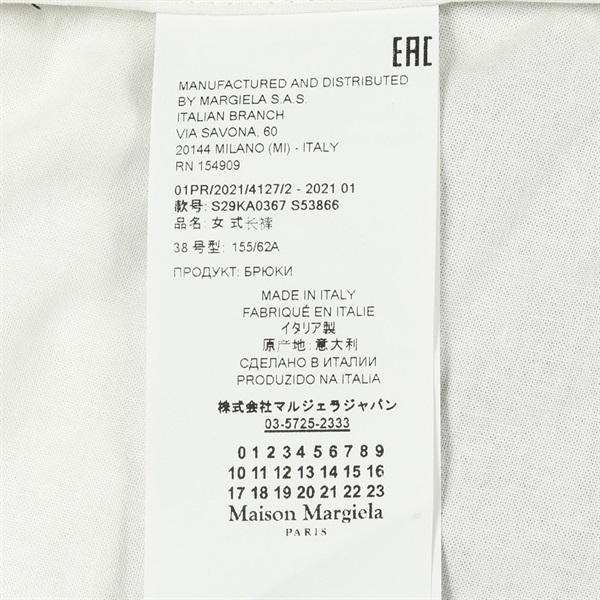 EAC
MANUFACTURED AND DISTRIBUTED
BY MARGIELA S.A.S.
ITALIAN BRANCH
VIA SAVONA, 60
20144 MILANO (MI) - ITALY
RN 154909
01PR/2021/4127/2 - 2021 01
款号: S29KA0367 S53866
品名: 女式长裤
38 号型: 155/62A
ПРОДУКТ: БРЮКИ
MADE IN ITALY
FABRIQUÉ EN ITALIE
イタリア製
原产地: 意大利
СДЕЛАНО В ИТАЛИИ
PRODUZIDO NA ITALIA
株式会社マルジェラジャパン
03-5725-2333
0 1 2 3 4 5 6 7 8 9
10 11 12 13 14 15 16
17 18 19 20 21 22 23
Maison Margiela
PARIS